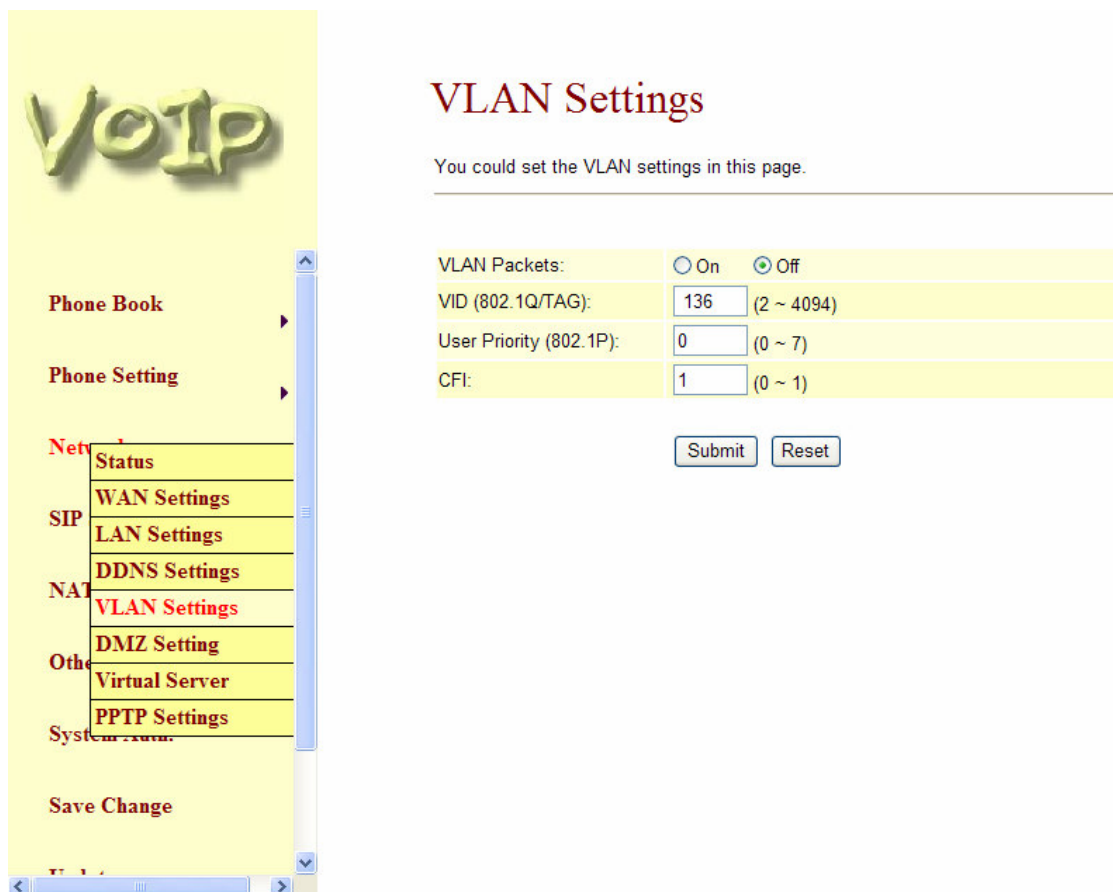 VoIP
VLAN Settings
You could set the VLAN settings in this page.
VLAN Packets: On Off
VID (802.1Q/TAG): 136 (2 ~ 4094)
User Priority (802.1P): 0 (0 ~ 7)
CFI: 1 (0 ~ 1)
Submit Reset
Phone Book
Phone Setting
Status
WAN Settings
SIP
LAN Settings
DDNS Settings
NAT
VLAN Settings
DMZ Setting
Virtual Server
PPTP Settings
Save Change